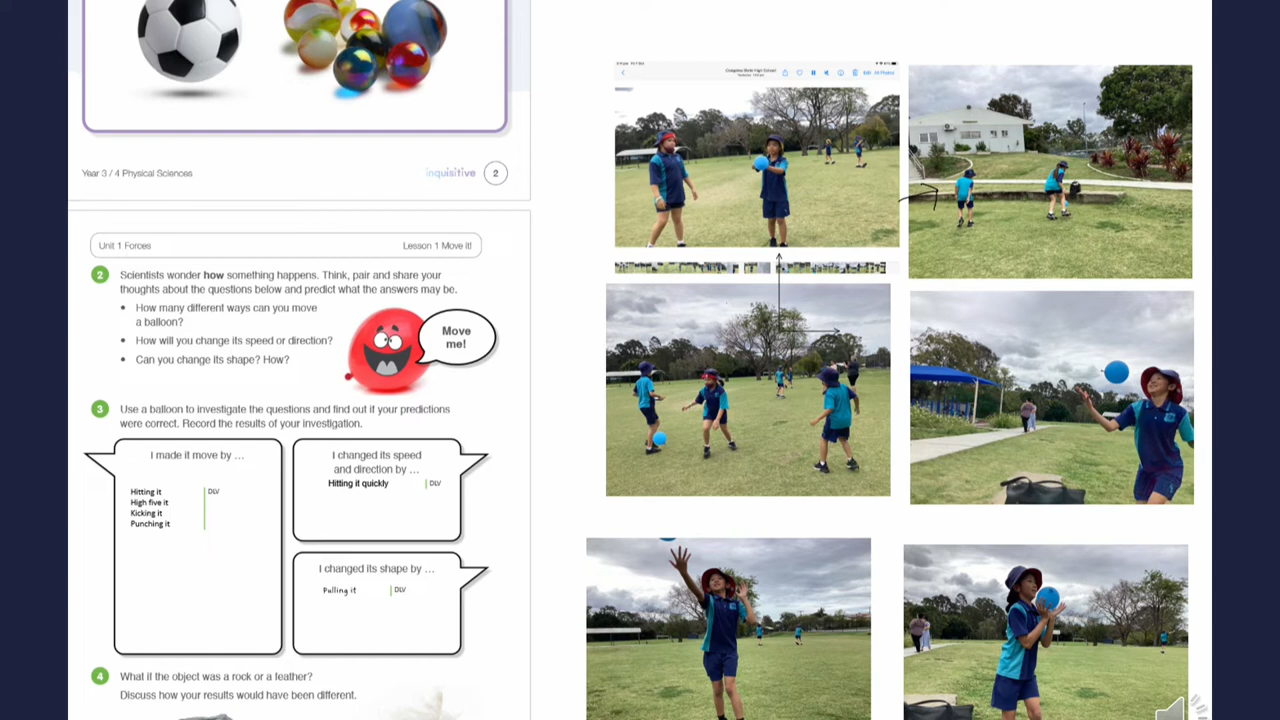 Year 3 / 4 Physical Sciences
inquisitive
2
Unit 1 Forces
Lesson 1 Move it!
2
Scientists wonder how something happens. Think, pair and share your
thoughts about the questions below and predict what the answers may be.
• How many different ways can you move
a balloon?
• How will you change its speed or direction?
• Can you change its shape? How?
Move
me!
3
Use a balloon to investigate the questions and find out if your predictions
were correct. Record the results of your investigation.
I made it move by ...
Hitting it
High five it
Kicking it
Punching it
DLV
I changed its speed
and direction by ...
Hitting it quickly
DLV
I changed its shape by ...
Pulling it
DLV
4
What if the object was a rock or a feather?
Discuss how your results would have been different.
Edit
All Photos